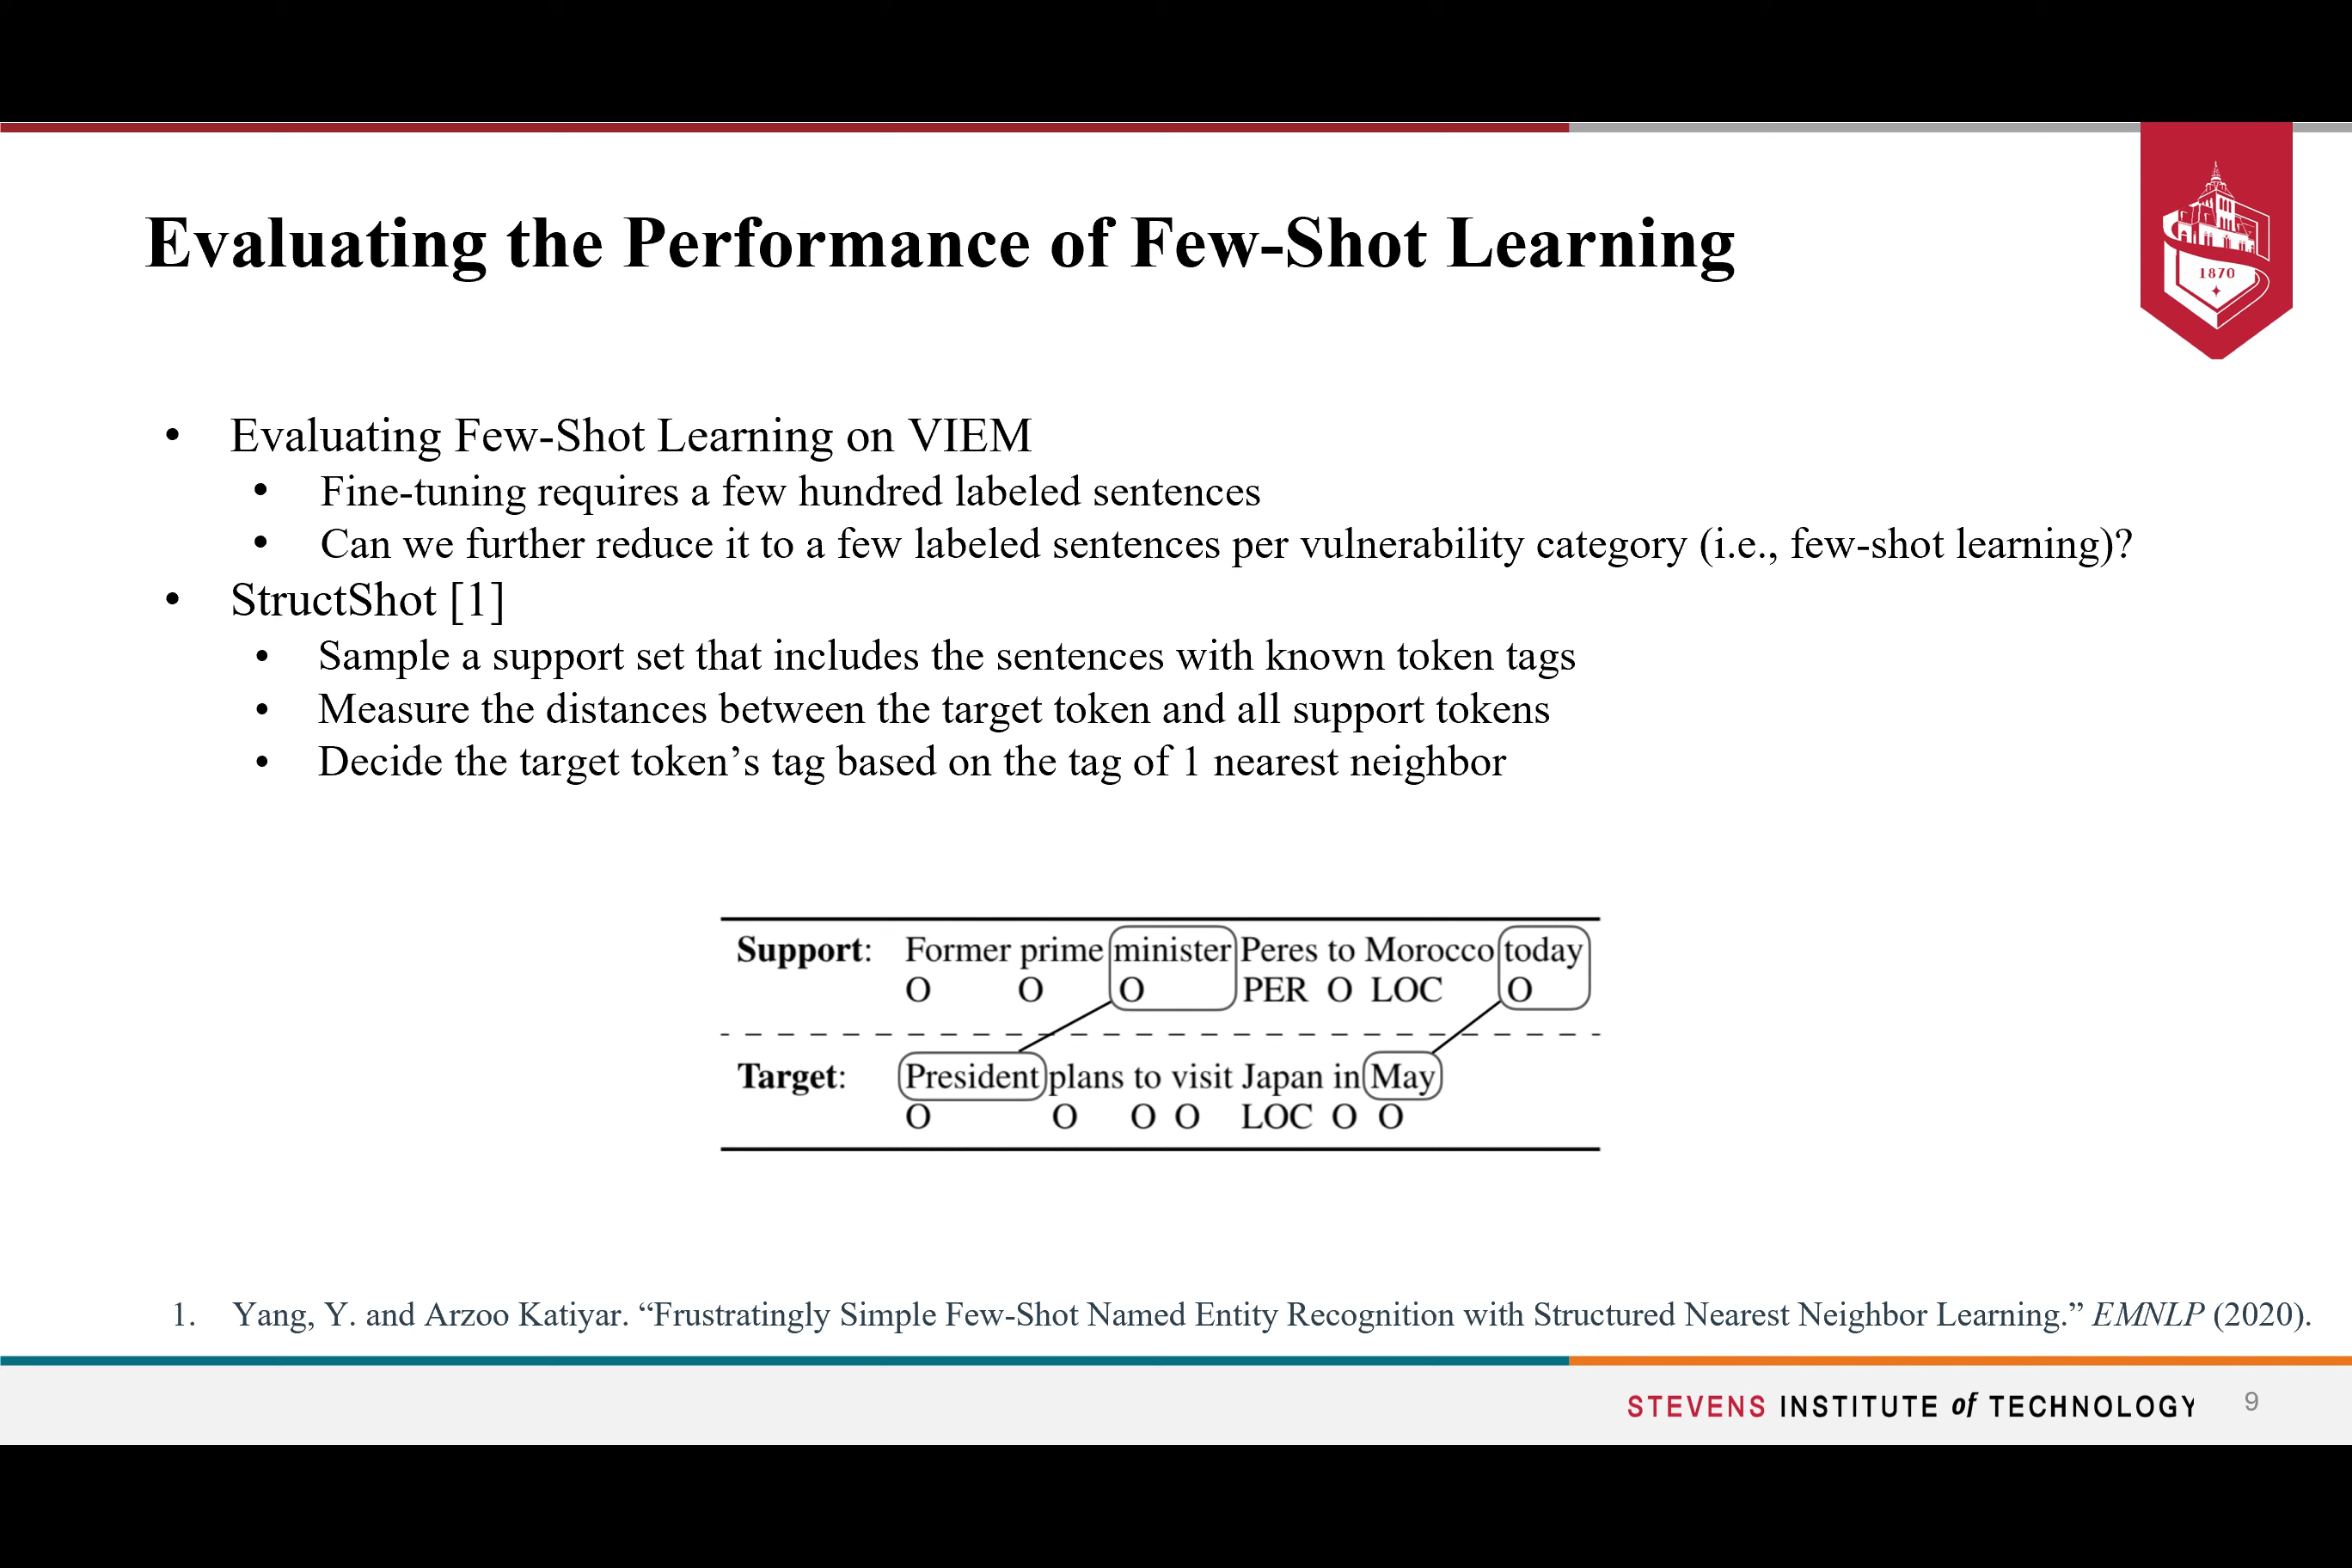 Evaluating the Performance of Few-Shot Learning
1870
• Evaluating Few-Shot Learning on VIEM
• Fine-tuning requires a few hundred labeled sentences
• Can we further reduce it to a few labeled sentences per vulnerability category (i.e., few-shot learning)?
• StructShot [1]
• Sample a support set that includes the sentences with known token tags
• Measure the distances between the target token and all support tokens
• Decide the target token’s tag based on the tag of 1 nearest neighbor
Support: Former prime minister Peres to Morocco today
O O O PER O LOC O
Target: President plans to visit Japan in May
O O O O LOC O O
1. Yang, Y. and Arzoo Katiyar. “Frustratingly Simple Few-Shot Named Entity Recognition with Structured Nearest Neighbor Learning.” EMNLP (2020).
STEVENS INSTITUTE of TECHNOLOGY 9